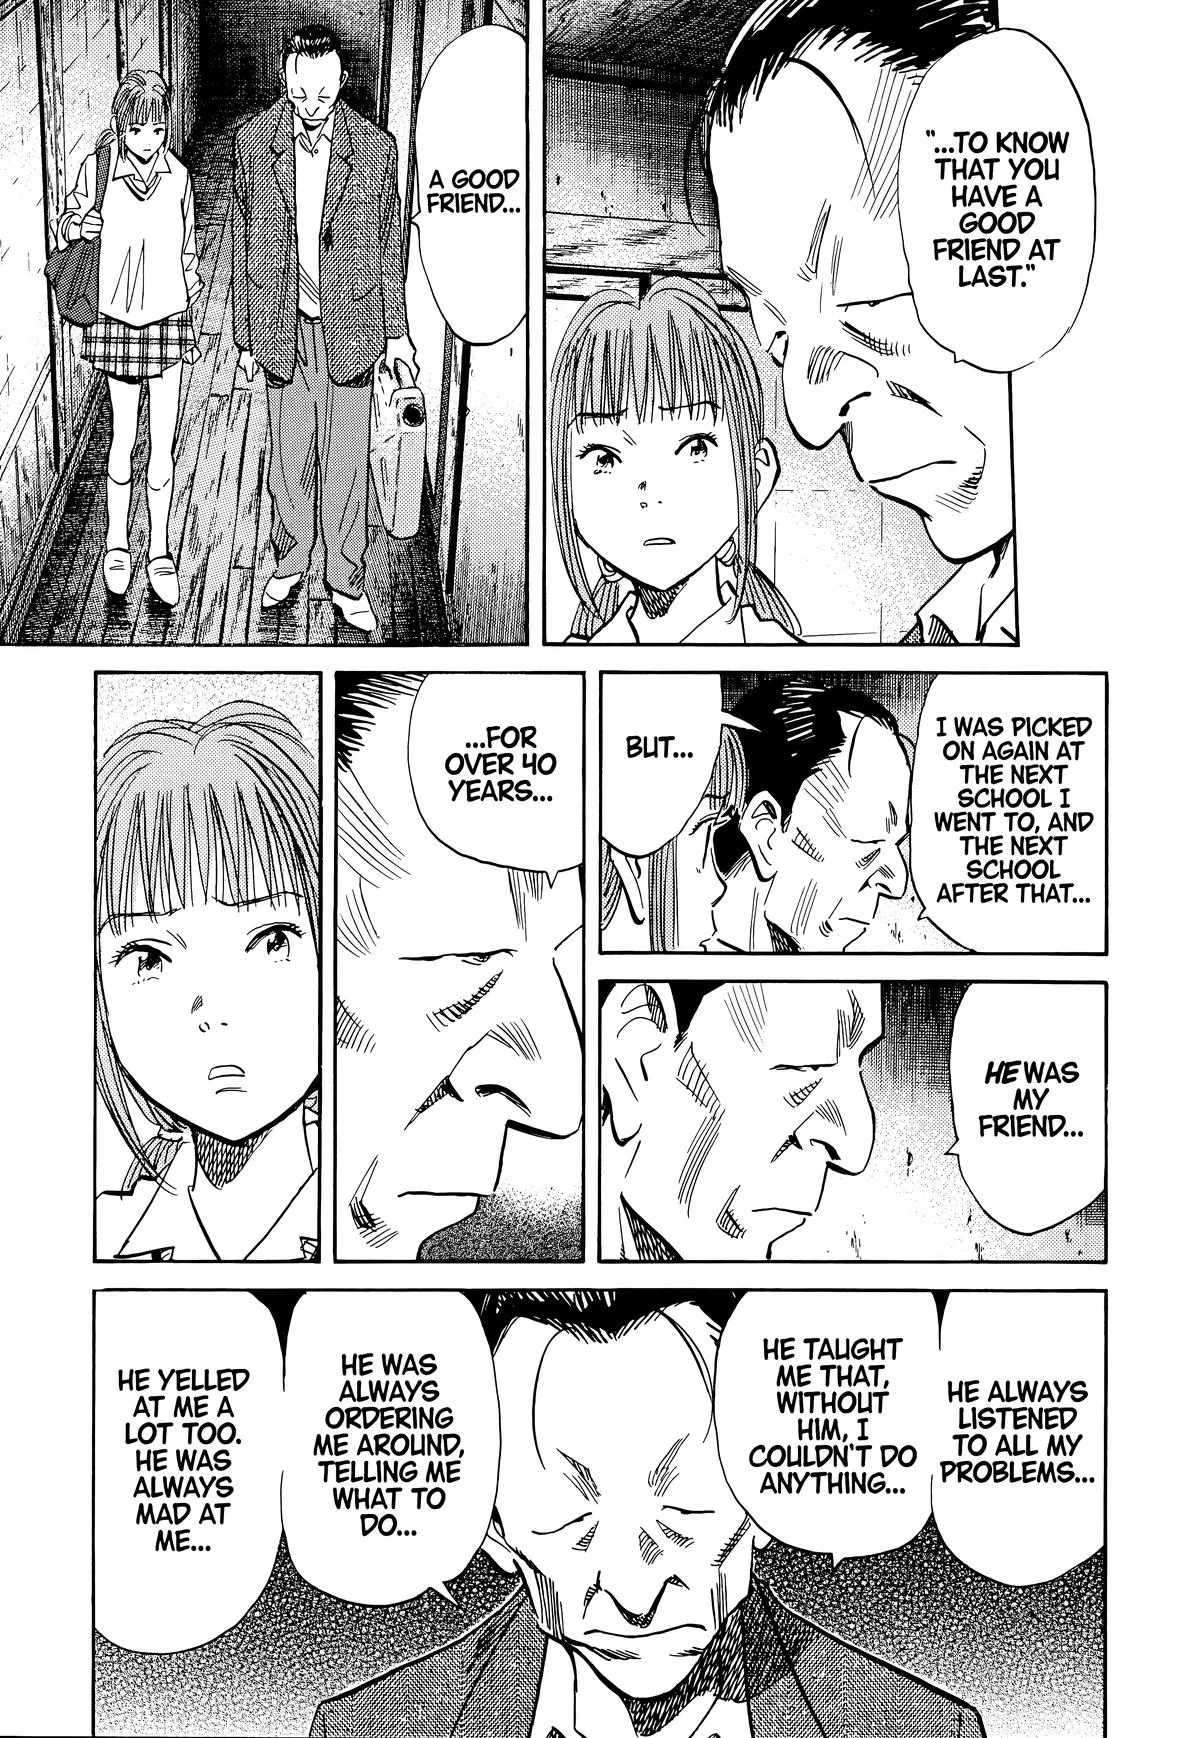 "...TO KNOW
THAT YOU
HAVE A
GOOD
FRIEND AT
LAST."
A GOOD
FRIEND...
I WAS PICKED
ON AGAIN AT
THE NEXT
SCHOOL I
WENT TO, AND
THE NEXT
SCHOOL
AFTER THAT...
BUT...
HE WAS
MY
FRIEND...
...FOR
OVER 40
YEARS...
HE ALWAYS
LISTENED
TO ALL MY
PROBLEMS...
HE TAUGHT
ME THAT,
WITHOUT
HIM, I
COULDN'T DO
ANYTHING...
HE WAS
ALWAYS
ORDERING
ME AROUND,
TELLING ME
WHAT TO
DO...
HE YELLED
AT ME A
LOT TOO.
HE WAS
ALWAYS
MAD AT
ME...